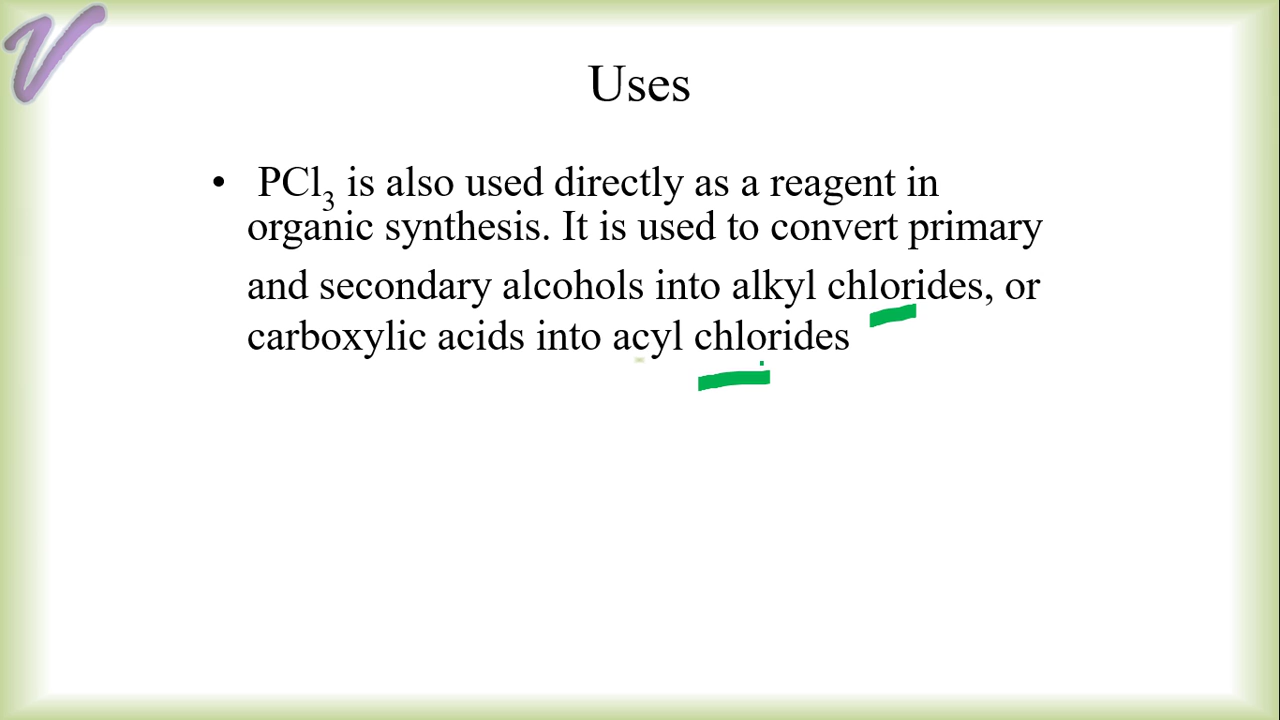 V
Uses
• PCl₃ is also used directly as a reagent in
organic synthesis. It is used to convert primary
and secondary alcohols into alkyl chlorides, or
carboxylic acids into acyl chlorides